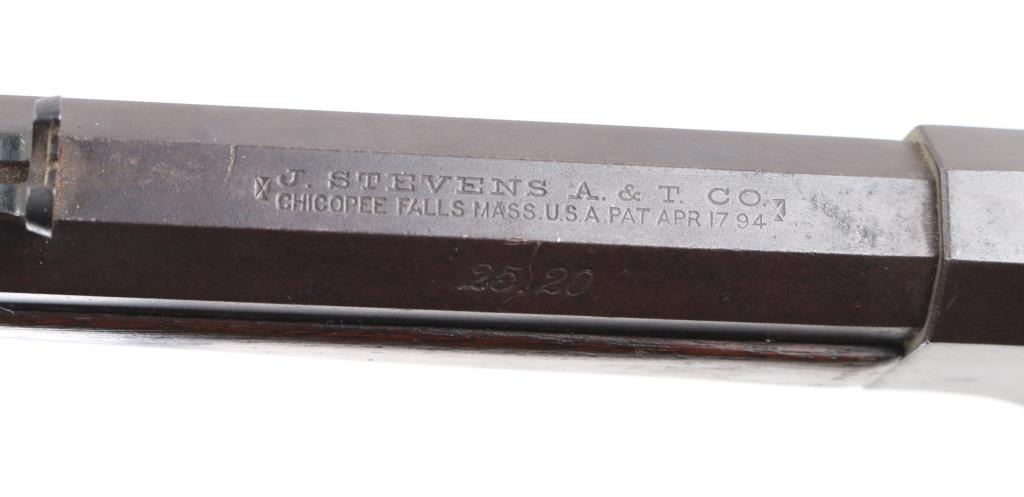 J. STEVENS A. & T. CO.
CHICOPEE FALLS MASS. U.S.A. PAT APR 17 94
25, 20